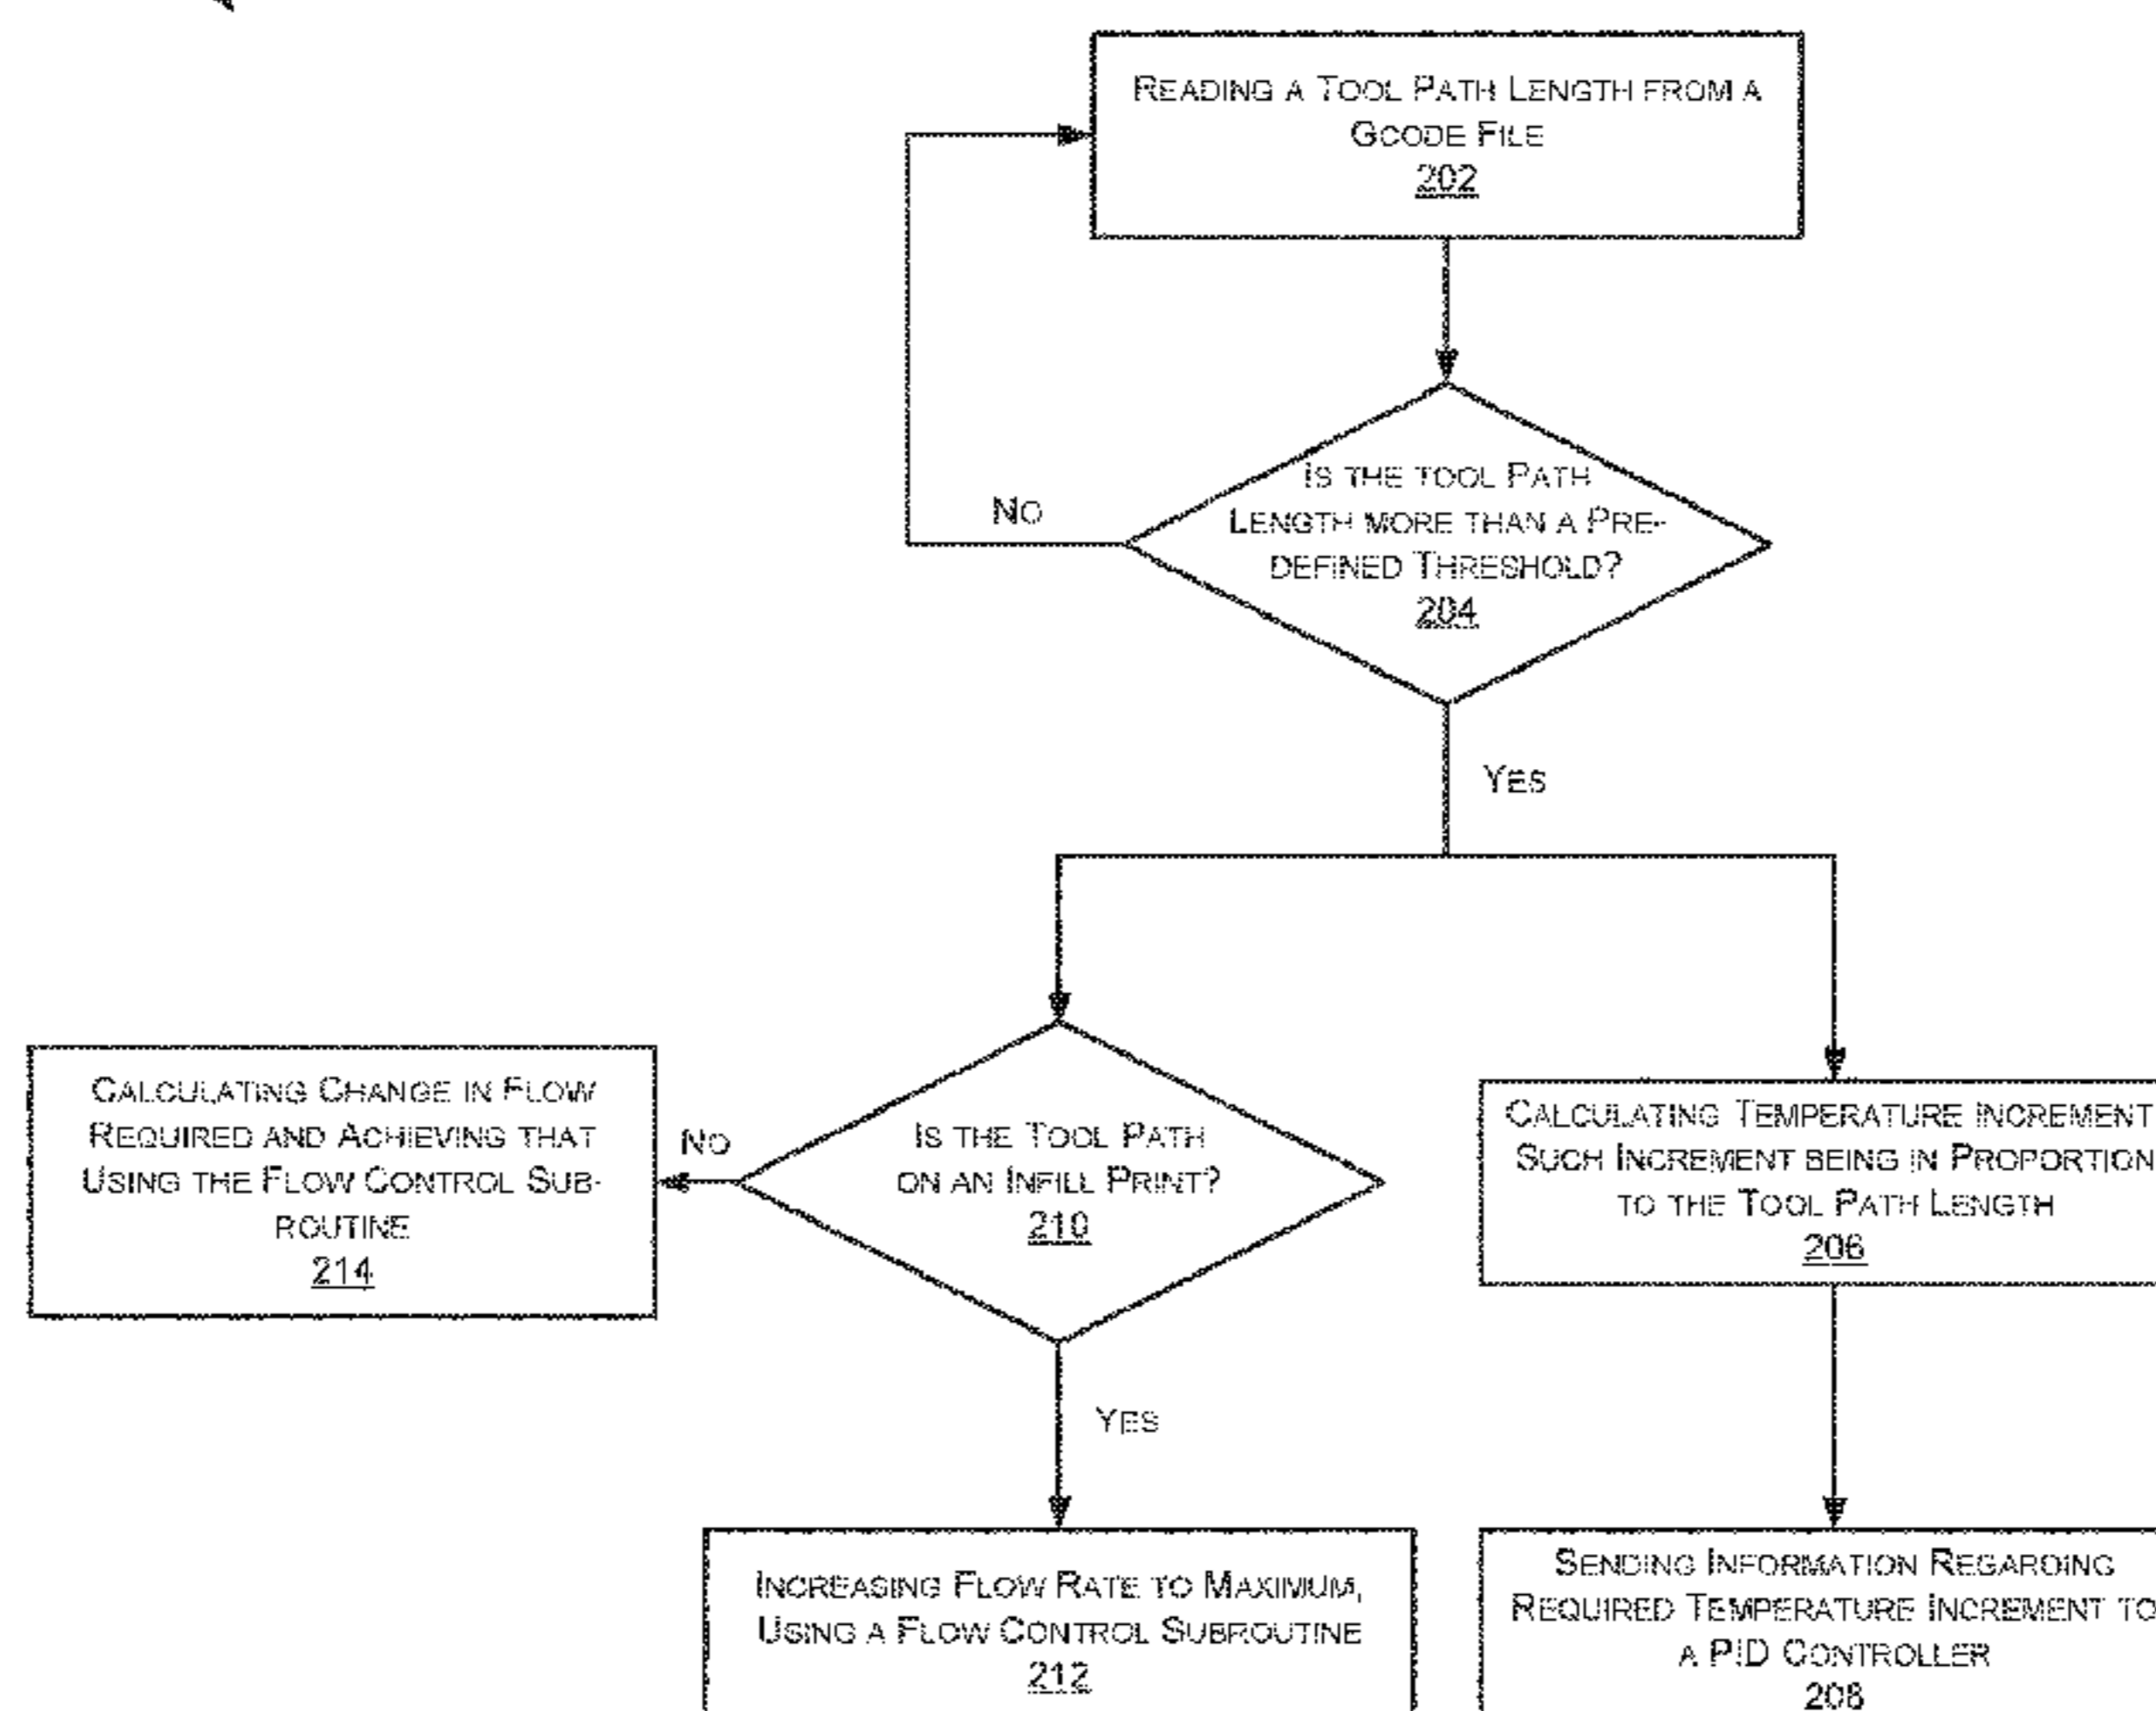 READING A TOOL PATH LENGTH FROM A
GCODE FILE
202
IS THE TOOL PATH
LENGTH MORE THAN A PRE-
DEFINED THRESHOLD?
204
NO
YES
CALCULATING CHANGE IN FLOW
REQUIRED AND ACHIEVING THAT
USING THE FLOW CONTROL SUB-
ROUTINE
214
NO
IS THE TOOL PATH
ON AN INFILL PRINT?
210
CALCULATING TEMPERATURE INCREMENT
SUCH INCREMENT BEING IN PROPORTION
TO THE TOOL PATH LENGTH
206
YES
INCREASING FLOW RATE TO MAXIMUM,
USING A FLOW CONTROL SUBROUTINE
212
SENDING INFORMATION REGARDING
REQUIRED TEMPERATURE INCREMENT TO
A PID CONTROLLER
208